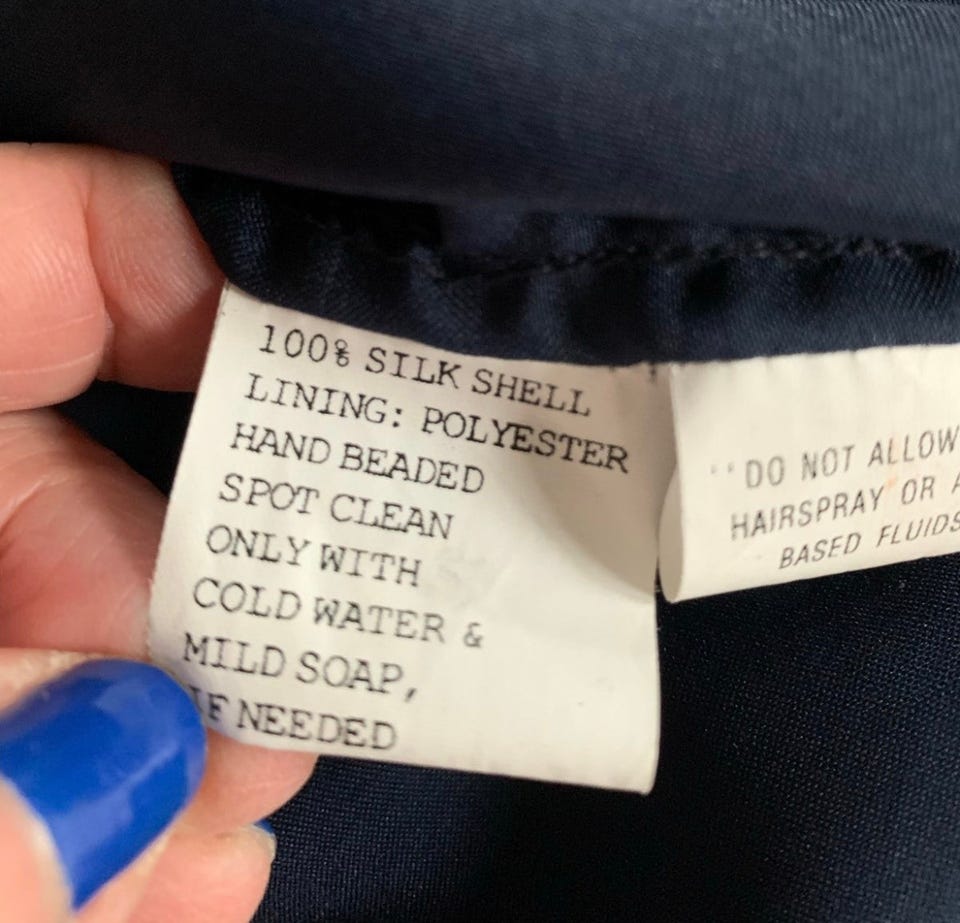 100% SILK SHELL
LINING: POLYESTER
HAND BEADED
SPOT CLEAN
ONLY WITH
COLD WATER &
MILD SOAP,
IF NEEDED
"DO NOT ALLOW
HAIRSPRAY OR
BASED FLUIDS